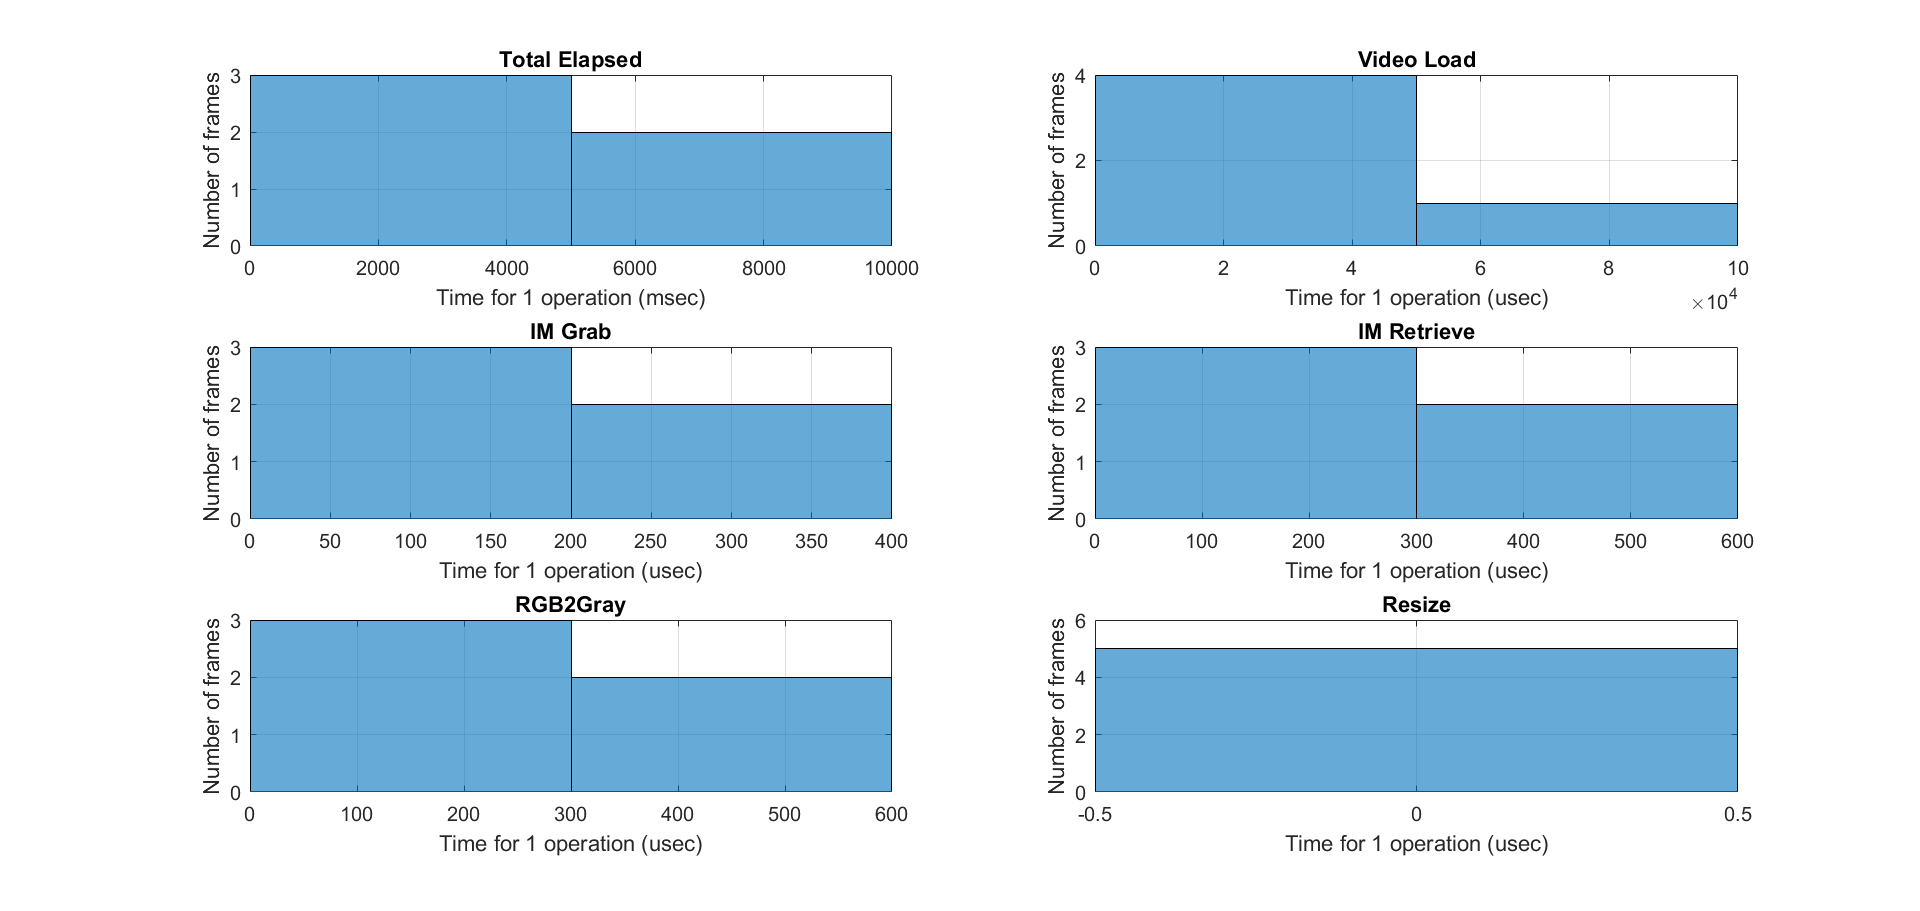 Total Elapsed
Number of frames
3
2
1
0
0 2000 4000 6000 8000 10000
Time for 1 operation (msec)
Video Load
Number of frames
4
2
0
0 2 4 6 8 10
Time for 1 operation (usec)
×10^4
IM Grab
Number of frames
3
2
1
0
0 50 100 150 200 250 300 350 400
Time for 1 operation (usec)
IM Retrieve
Number of frames
3
2
1
0
0 100 200 300 400 500 600
Time for 1 operation (usec)
RGB2Gray
Number of frames
3
2
1
0
0 100 200 300 400 500 600
Time for 1 operation (usec)
Resize
Number of frames
6
4
2
0
-0.5 0 0.5
Time for 1 operation (usec)